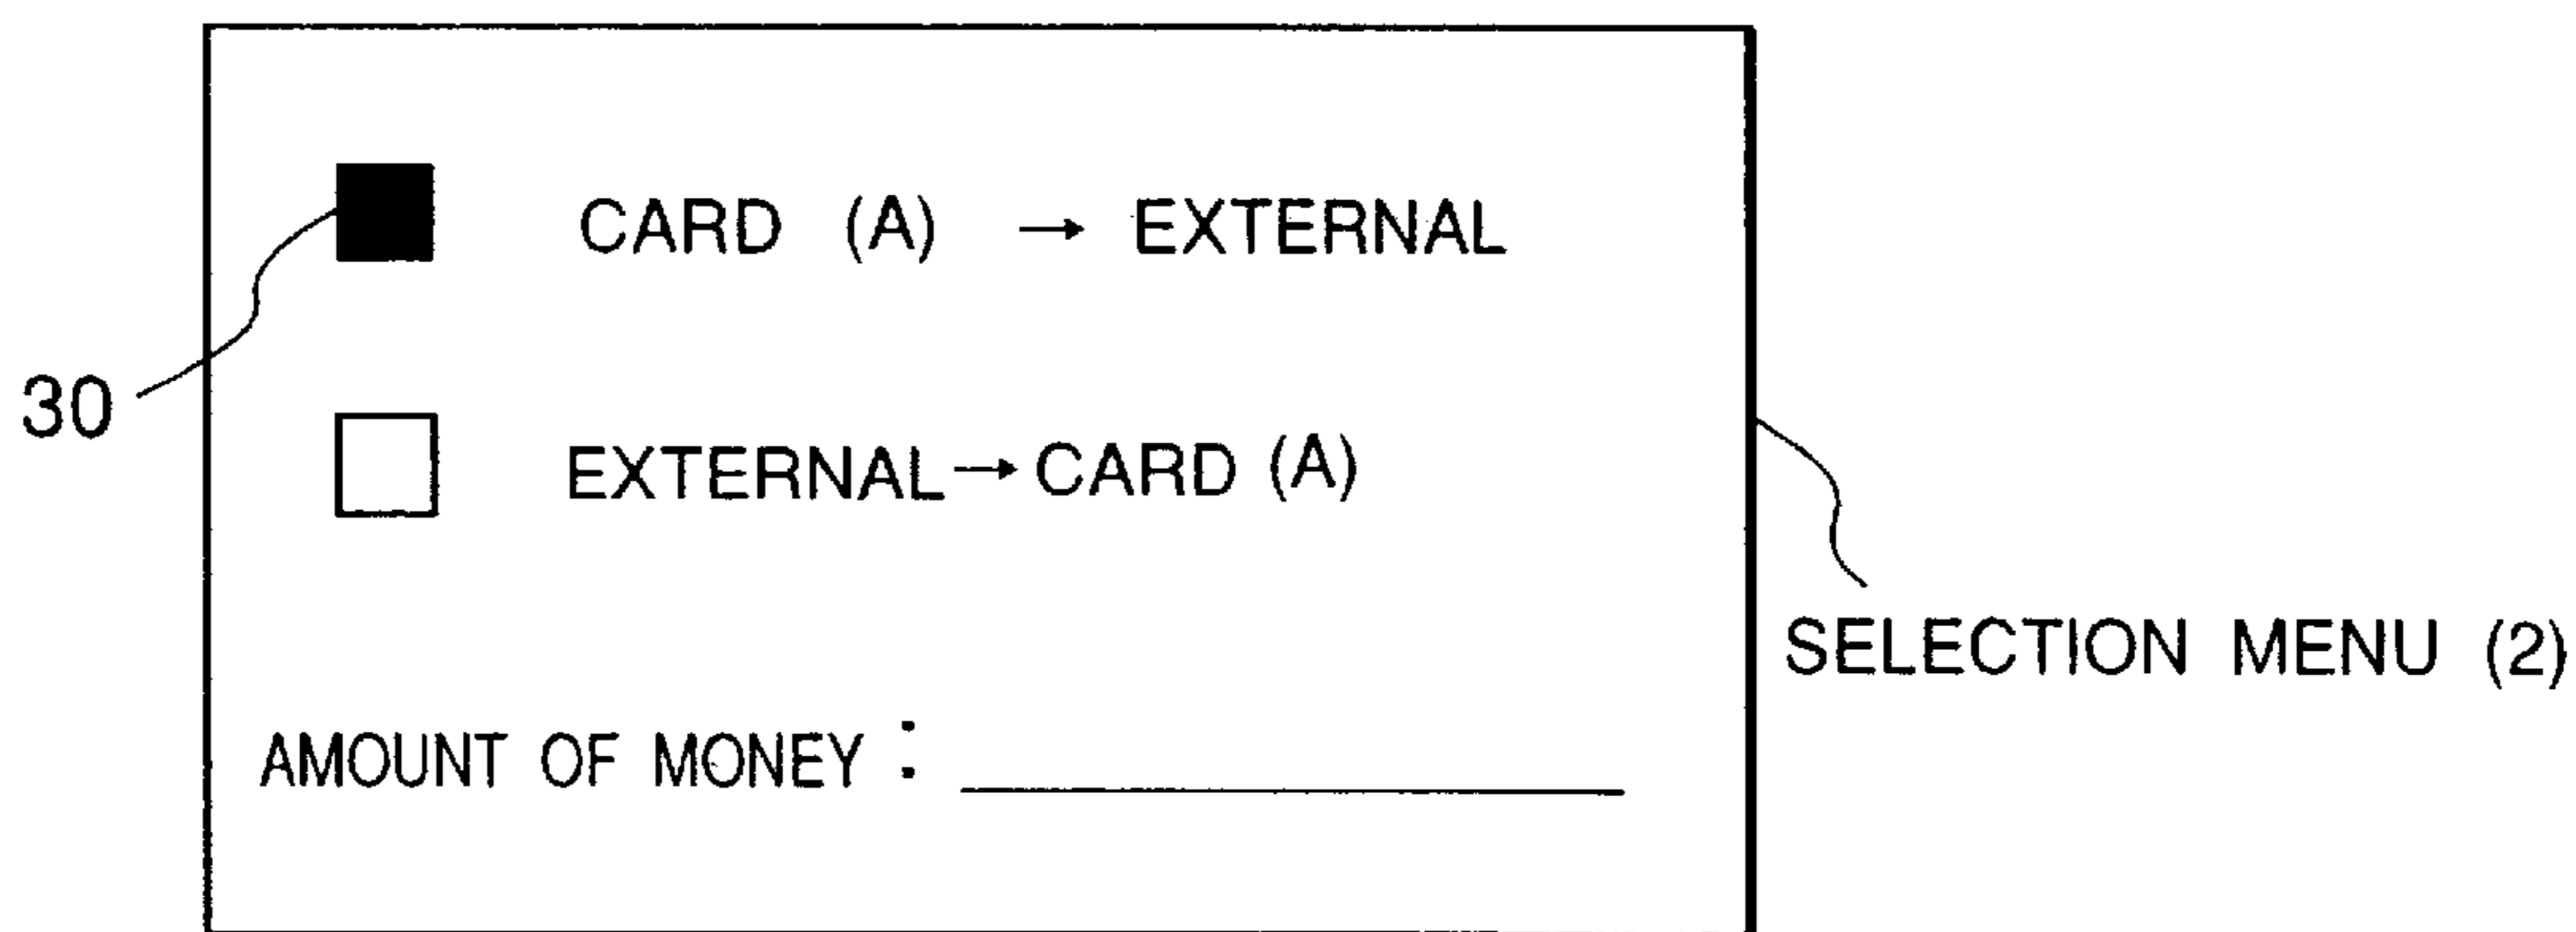 CARD (A) → EXTERNAL
30
EXTERNAL→CARD (A)
SELECTION MENU (2)
AMOUNT OF MONEY :